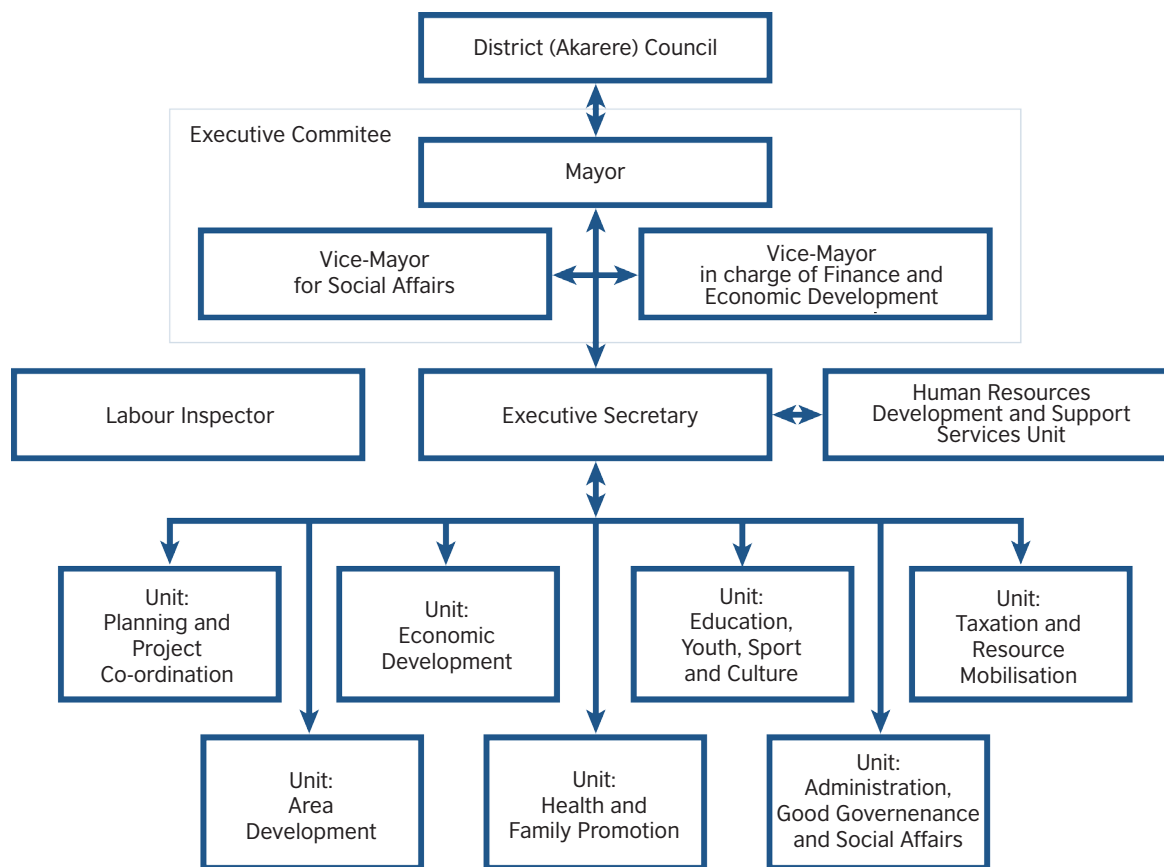 District (Akarere) Council
Executive Commitee
Mayor
Vice-Mayor
for Social Affairs
Vice-Mayor
in charge of Finance and
Economic Development
Labour Inspector
Executive Secretary
Human Resources
Development and Support
Services Unit
Unit:
Planning and
Project
Co-ordination
Unit:
Economic
Development
Unit:
Education,
Youth, Sport
and Culture
Unit:
Taxation and
Resource
Mobilisation
Unit:
Area
Development
Unit:
Health and
Family Promotion
Unit:
Administration,
Good Governenance
and Social Affairs